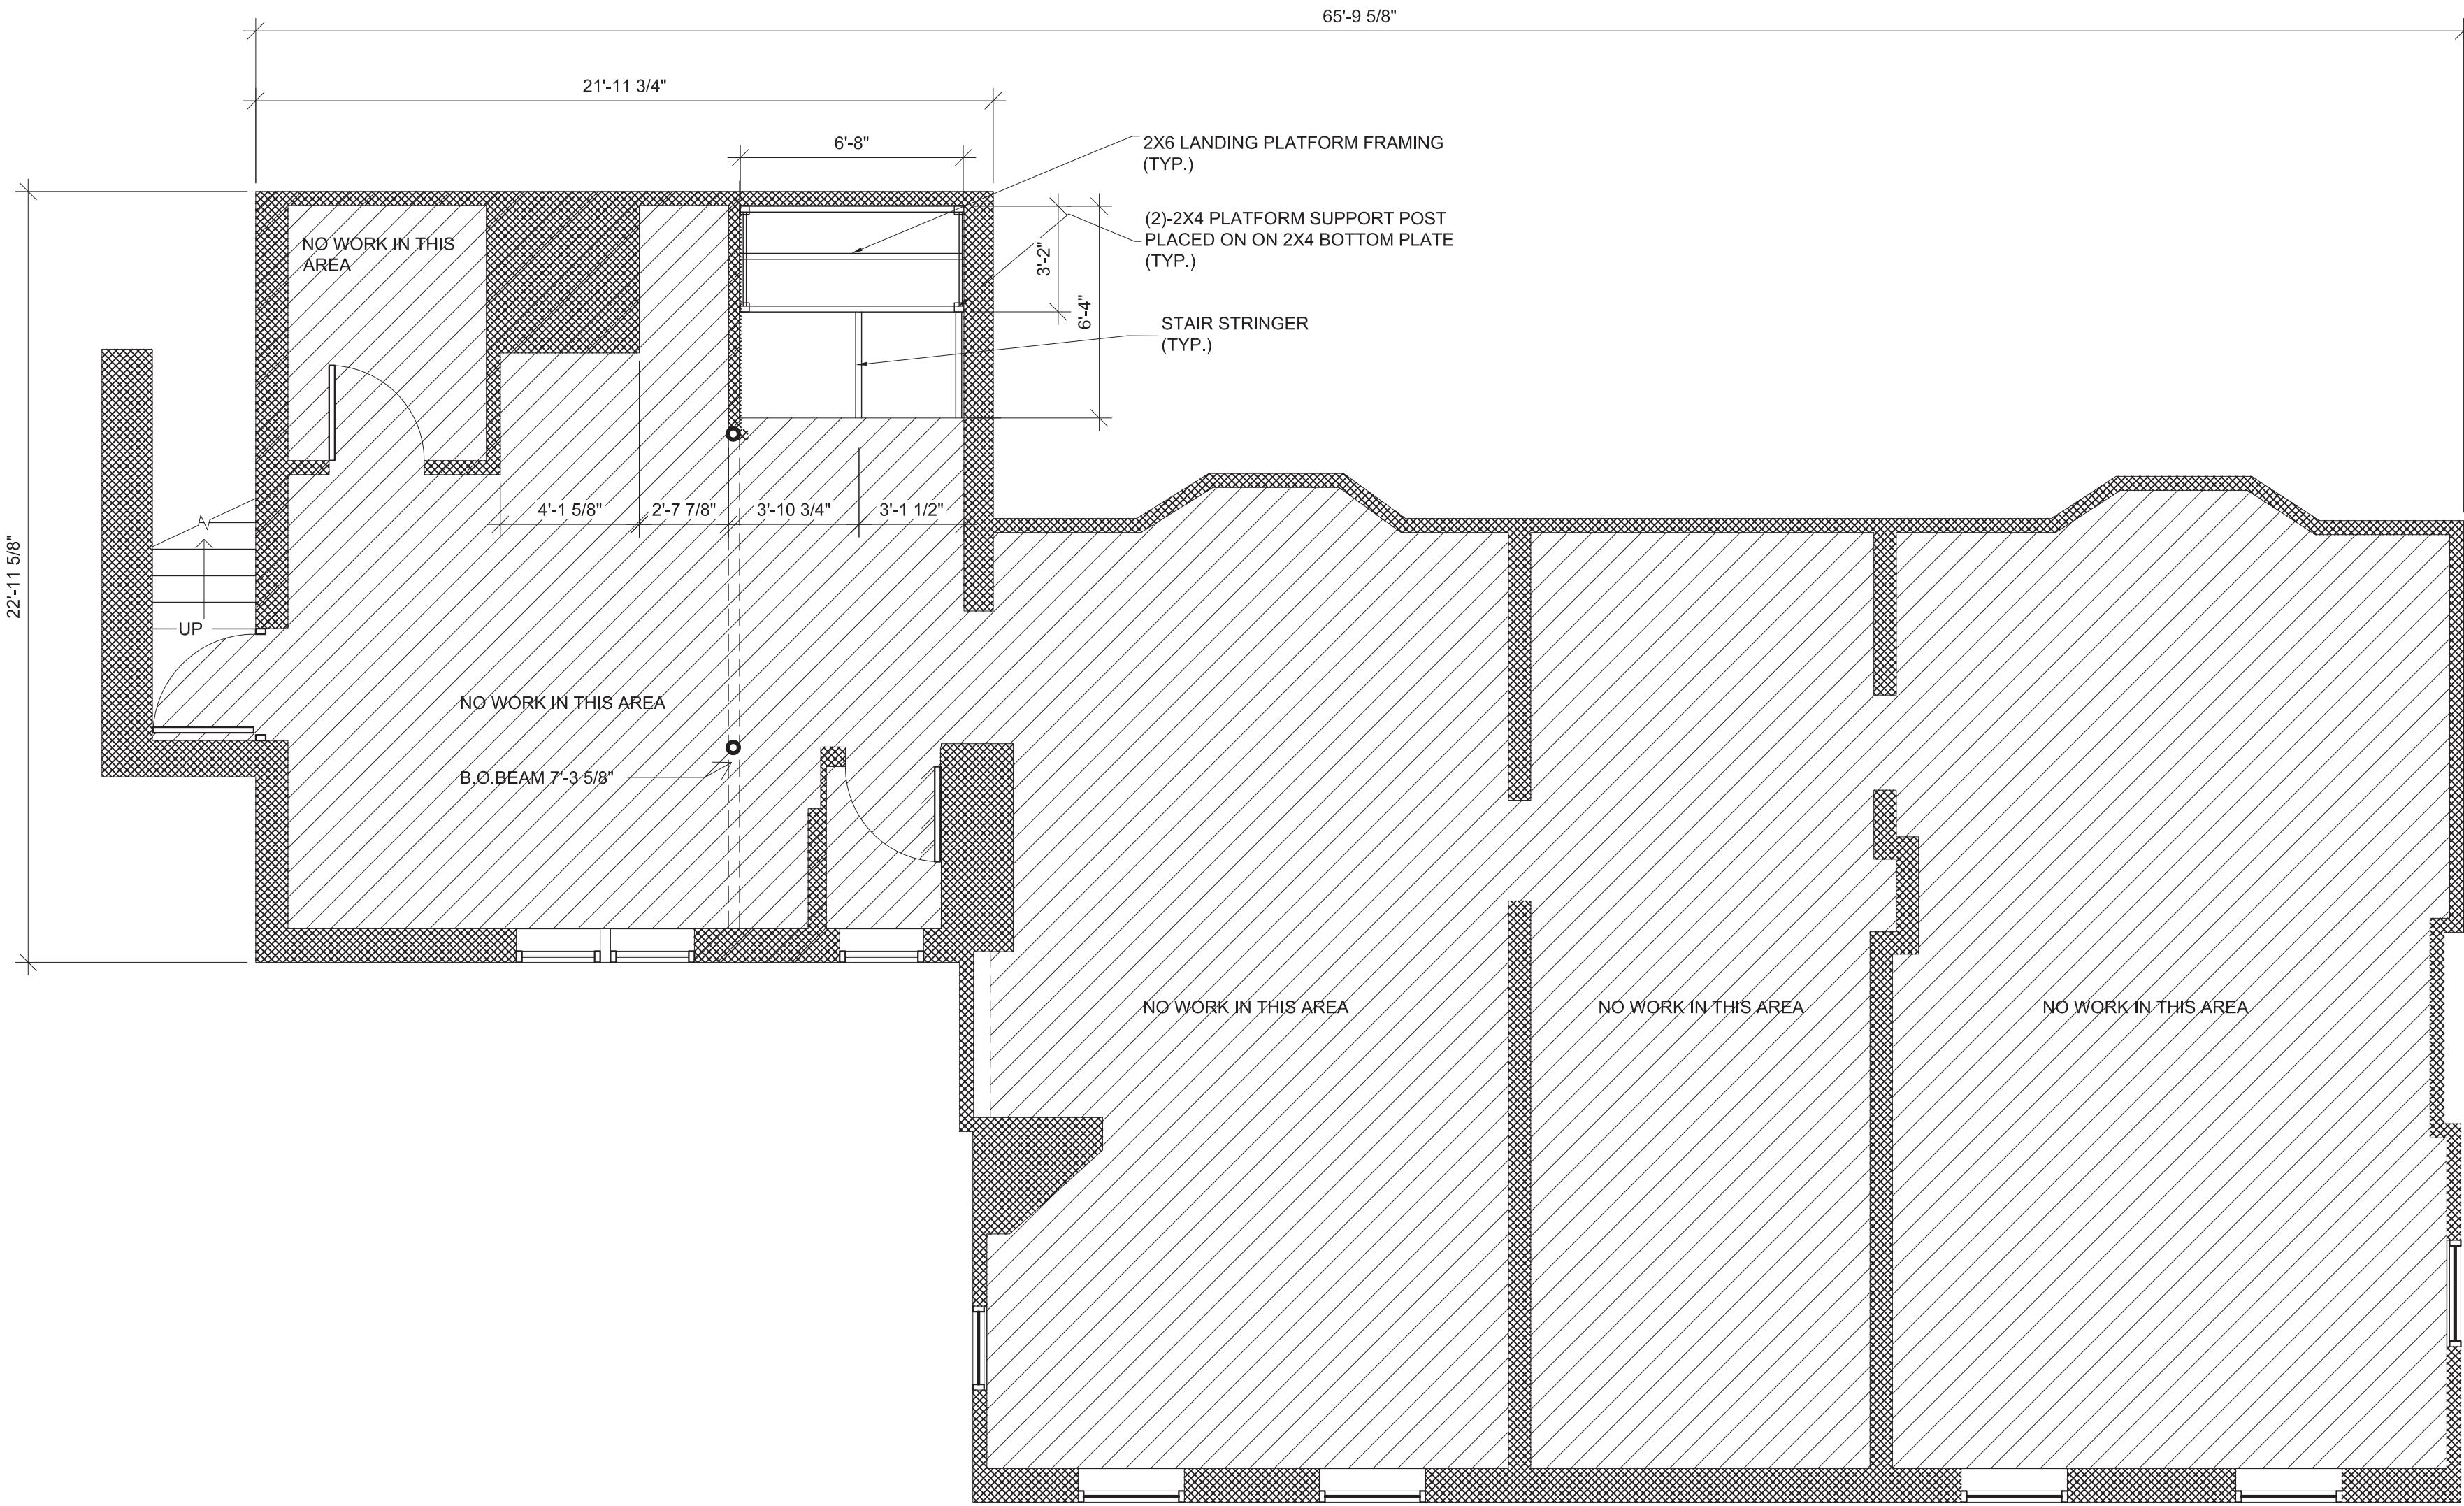 65'-9 5/8"
21'-11 3/4"
6'-8"
2X6 LANDING PLATFORM FRAMING
(TYP.)
(2)-2X4 PLATFORM SUPPORT POST
PLACED ON ON 2X4 BOTTOM PLATE
(TYP.)
NO WORK IN THIS
AREA
3'-2"
6'-4"
STAIR STRINGER
(TYP.)
4'-1 5/8"
2'-7 7/8"
3'-10 3/4"
3'-1 1/2"
22'-11 5/8"
UP
NO WORK IN THIS AREA
B.O.BEAM 7'-3 5/8"
NO WORK IN THIS AREA
NO WORK IN THIS AREA
NO WORK IN THIS AREA